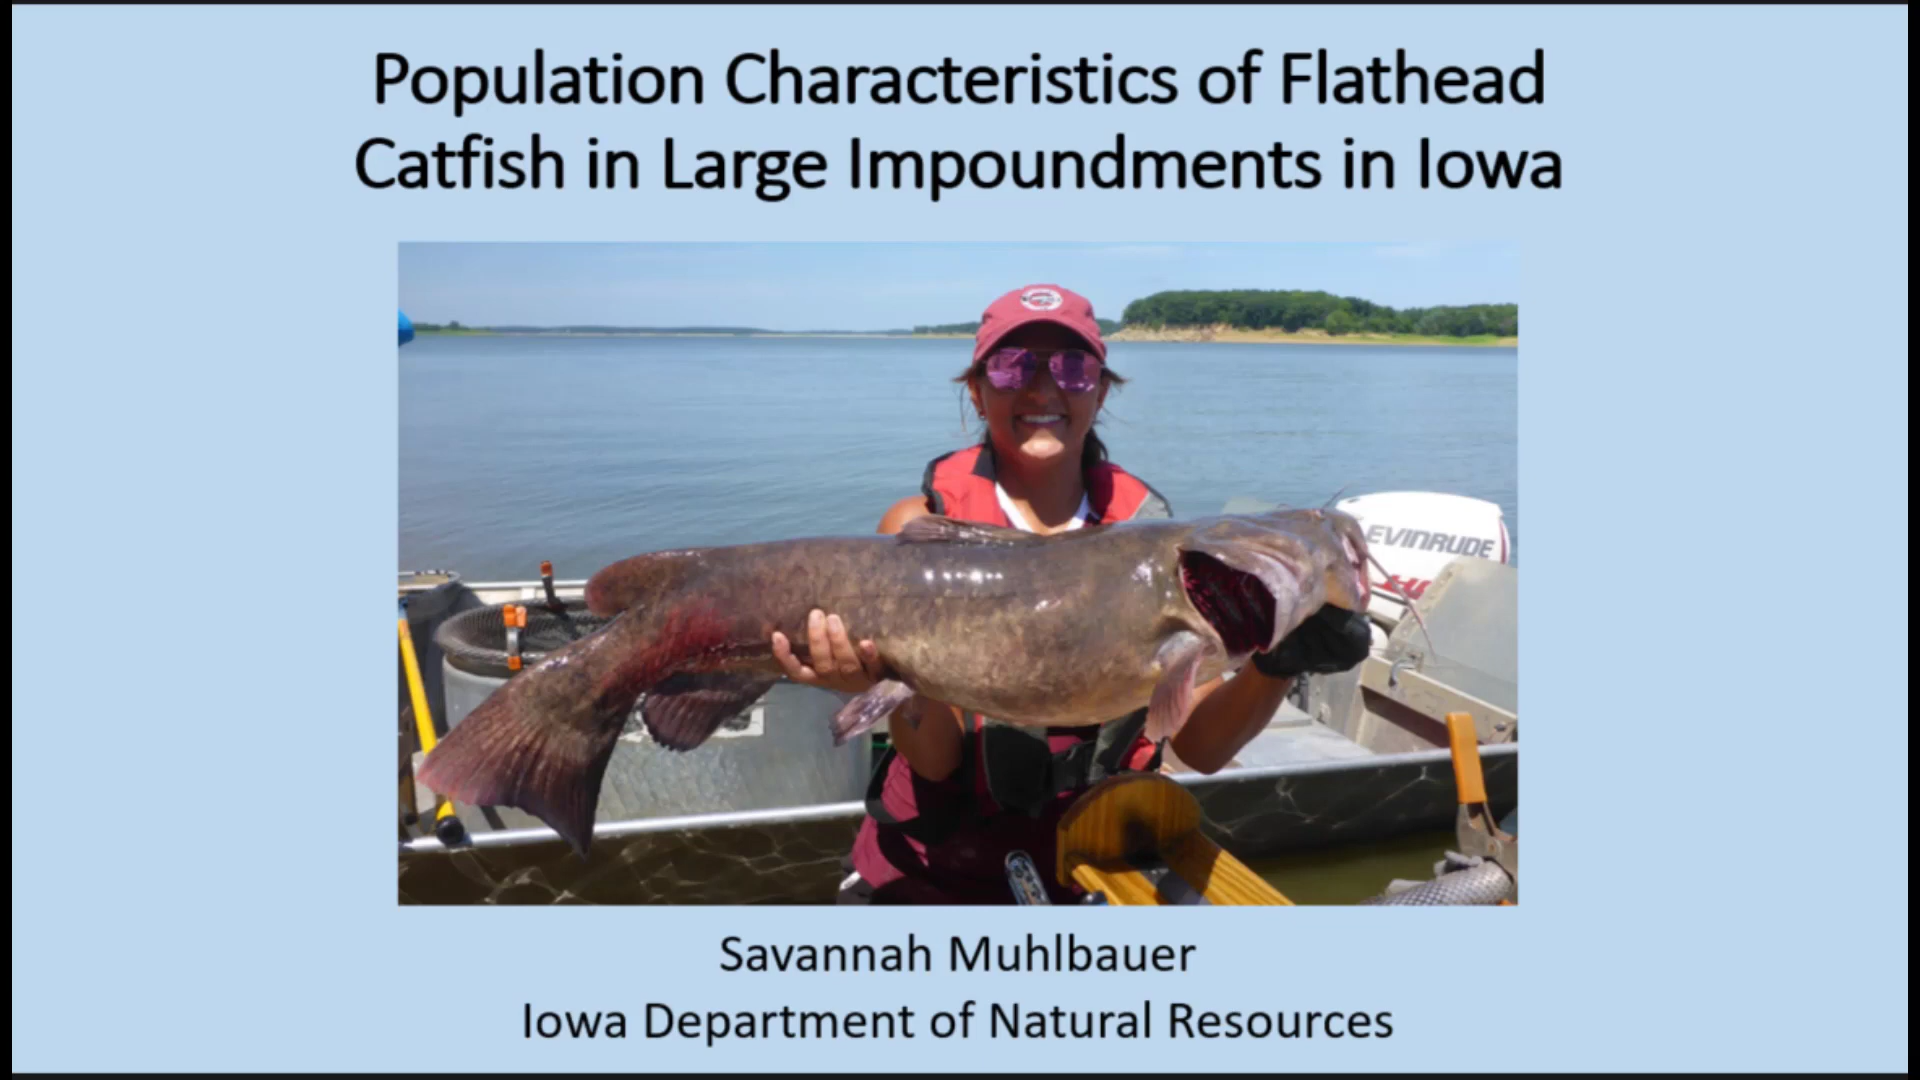 Population Characteristics of Flathead
Catfish in Large Impoundments in Iowa
EVINRUDE
Savannah Muhlbauer
Iowa Department of Natural Resources